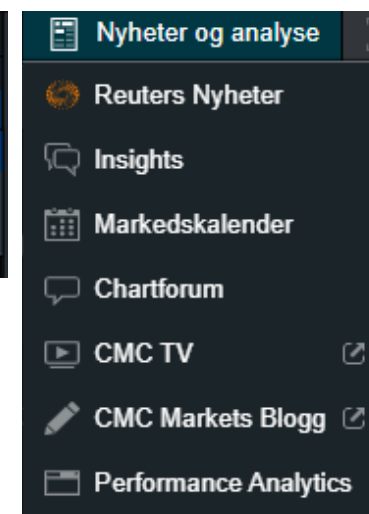 Nyheter og analyse
Reuters Nyheter
Insights
Markedskalender
Chartforum
CMC TV
CMC Markets Blogg
Performance Analytics